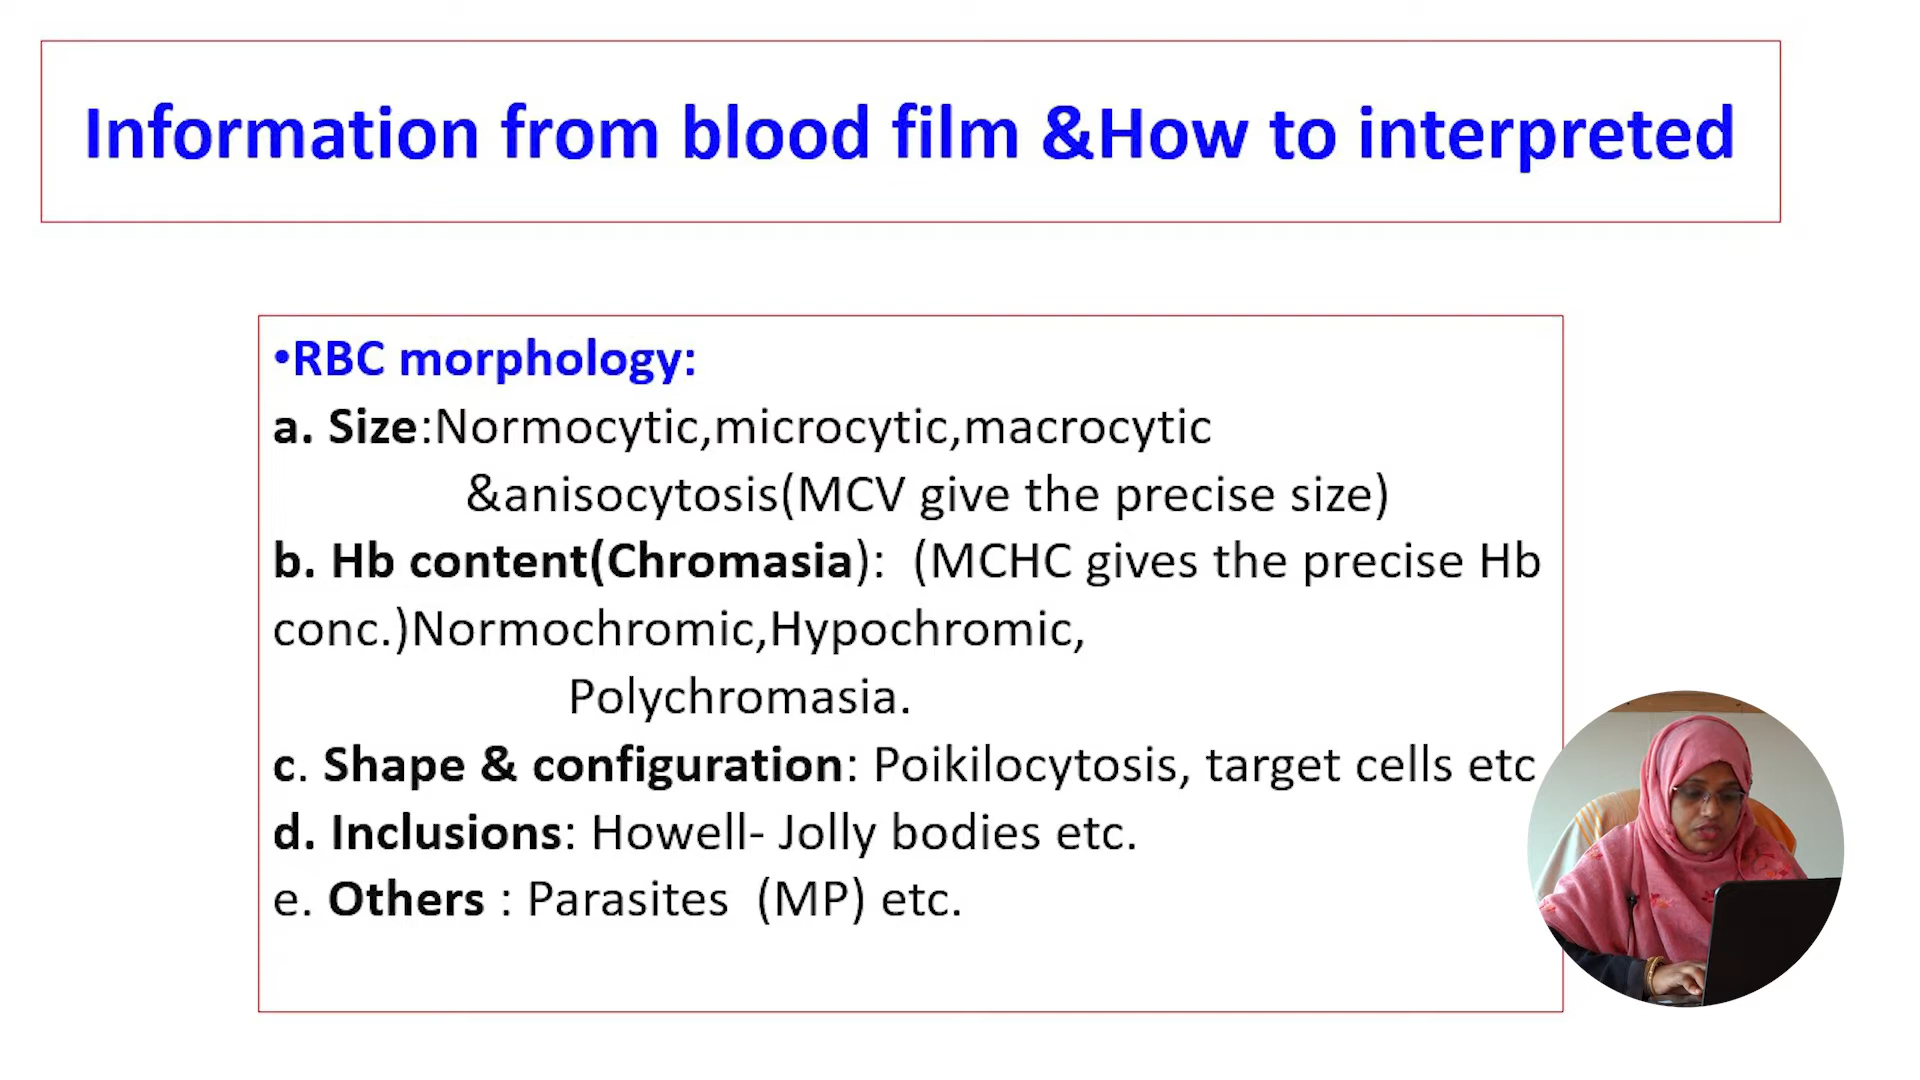 Information from blood film &How to interpreted
•RBC morphology:
a. Size:Normocytic,microcytic,macrocytic
&anisocytosis(MCV give the precise size)
b. Hb content(Chromasia): (MCHC gives the precise Hb
conc.)Normochromic,Hypochromic,
Polychromasia.
c. Shape & configuration: Poikilocytosis, target cells etc
d. Inclusions: Howell- Jolly bodies etc.
e. Others : Parasites (MP) etc.